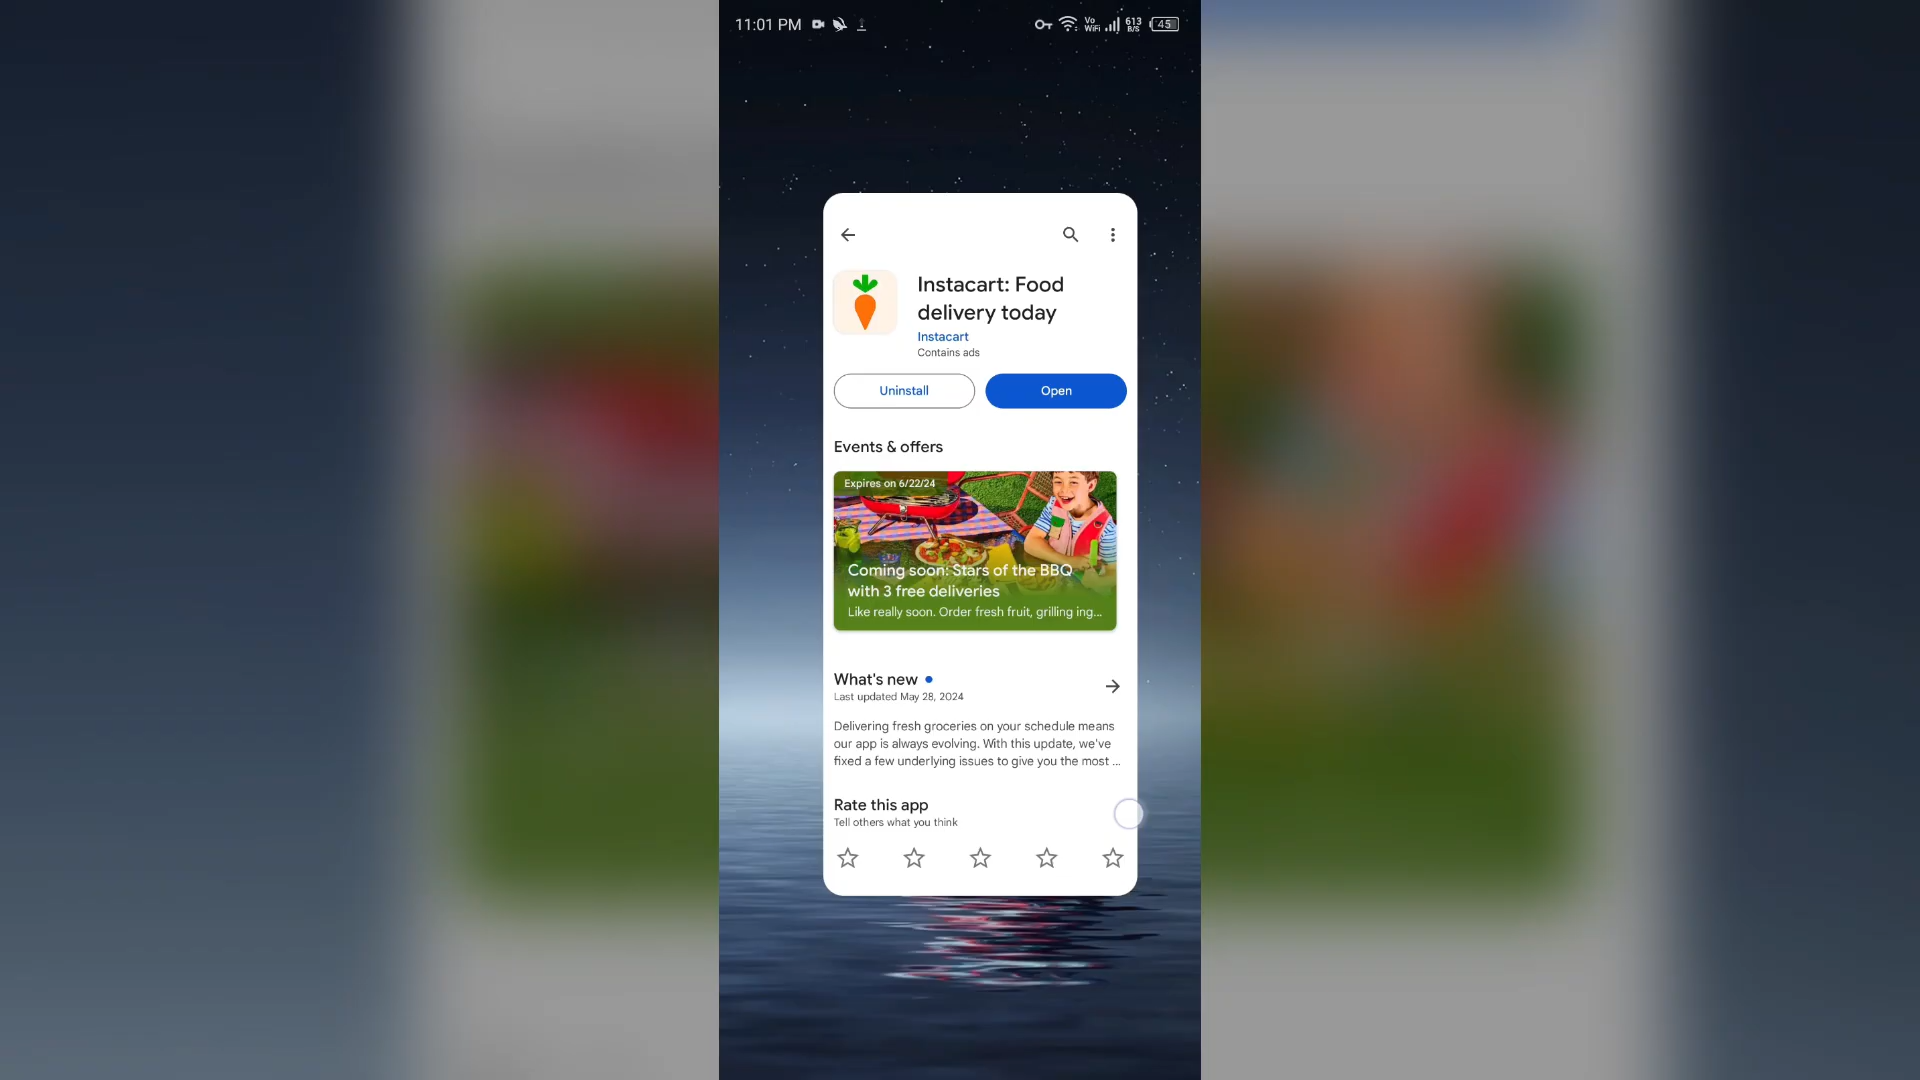 11:01 PM
Vo
WiFi
613
B/S
45
Instacart: Food
delivery today
Instacart
Contains ads
Uninstall
Open
Events & offers
Expires on 6/22/24
Coming soon: Stars of the BBQ
with 3 free deliveries
Like really soon. Order fresh fruit, grilling ing...
What's new
Last updated May 28, 2024
Delivering fresh groceries on your schedule means
our app is always evolving. With this update, we've
fixed a few underlying issues to give you the most ...
Rate this app
Tell others what you think